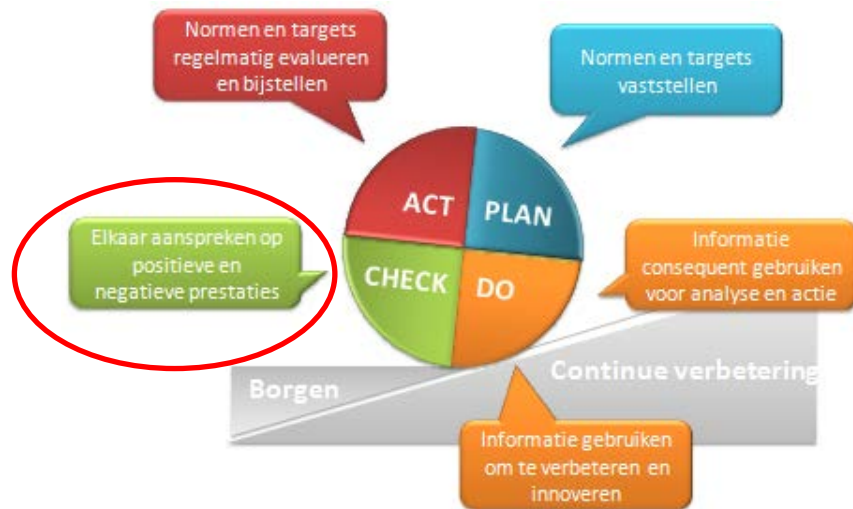 Normen en targets
regelmatig evalueren
en bijstellen
Normen en targets
vaststellen
ACT
PLAN
Elkaar aanspreken op
positieve en
negatieve prestaties
CHECK
DO
Informatie
consequent gebruiken
voor analyse en actie
Borgen
Continue verbetering
Informatie gebruiken
om te verbeteren en
innoveren